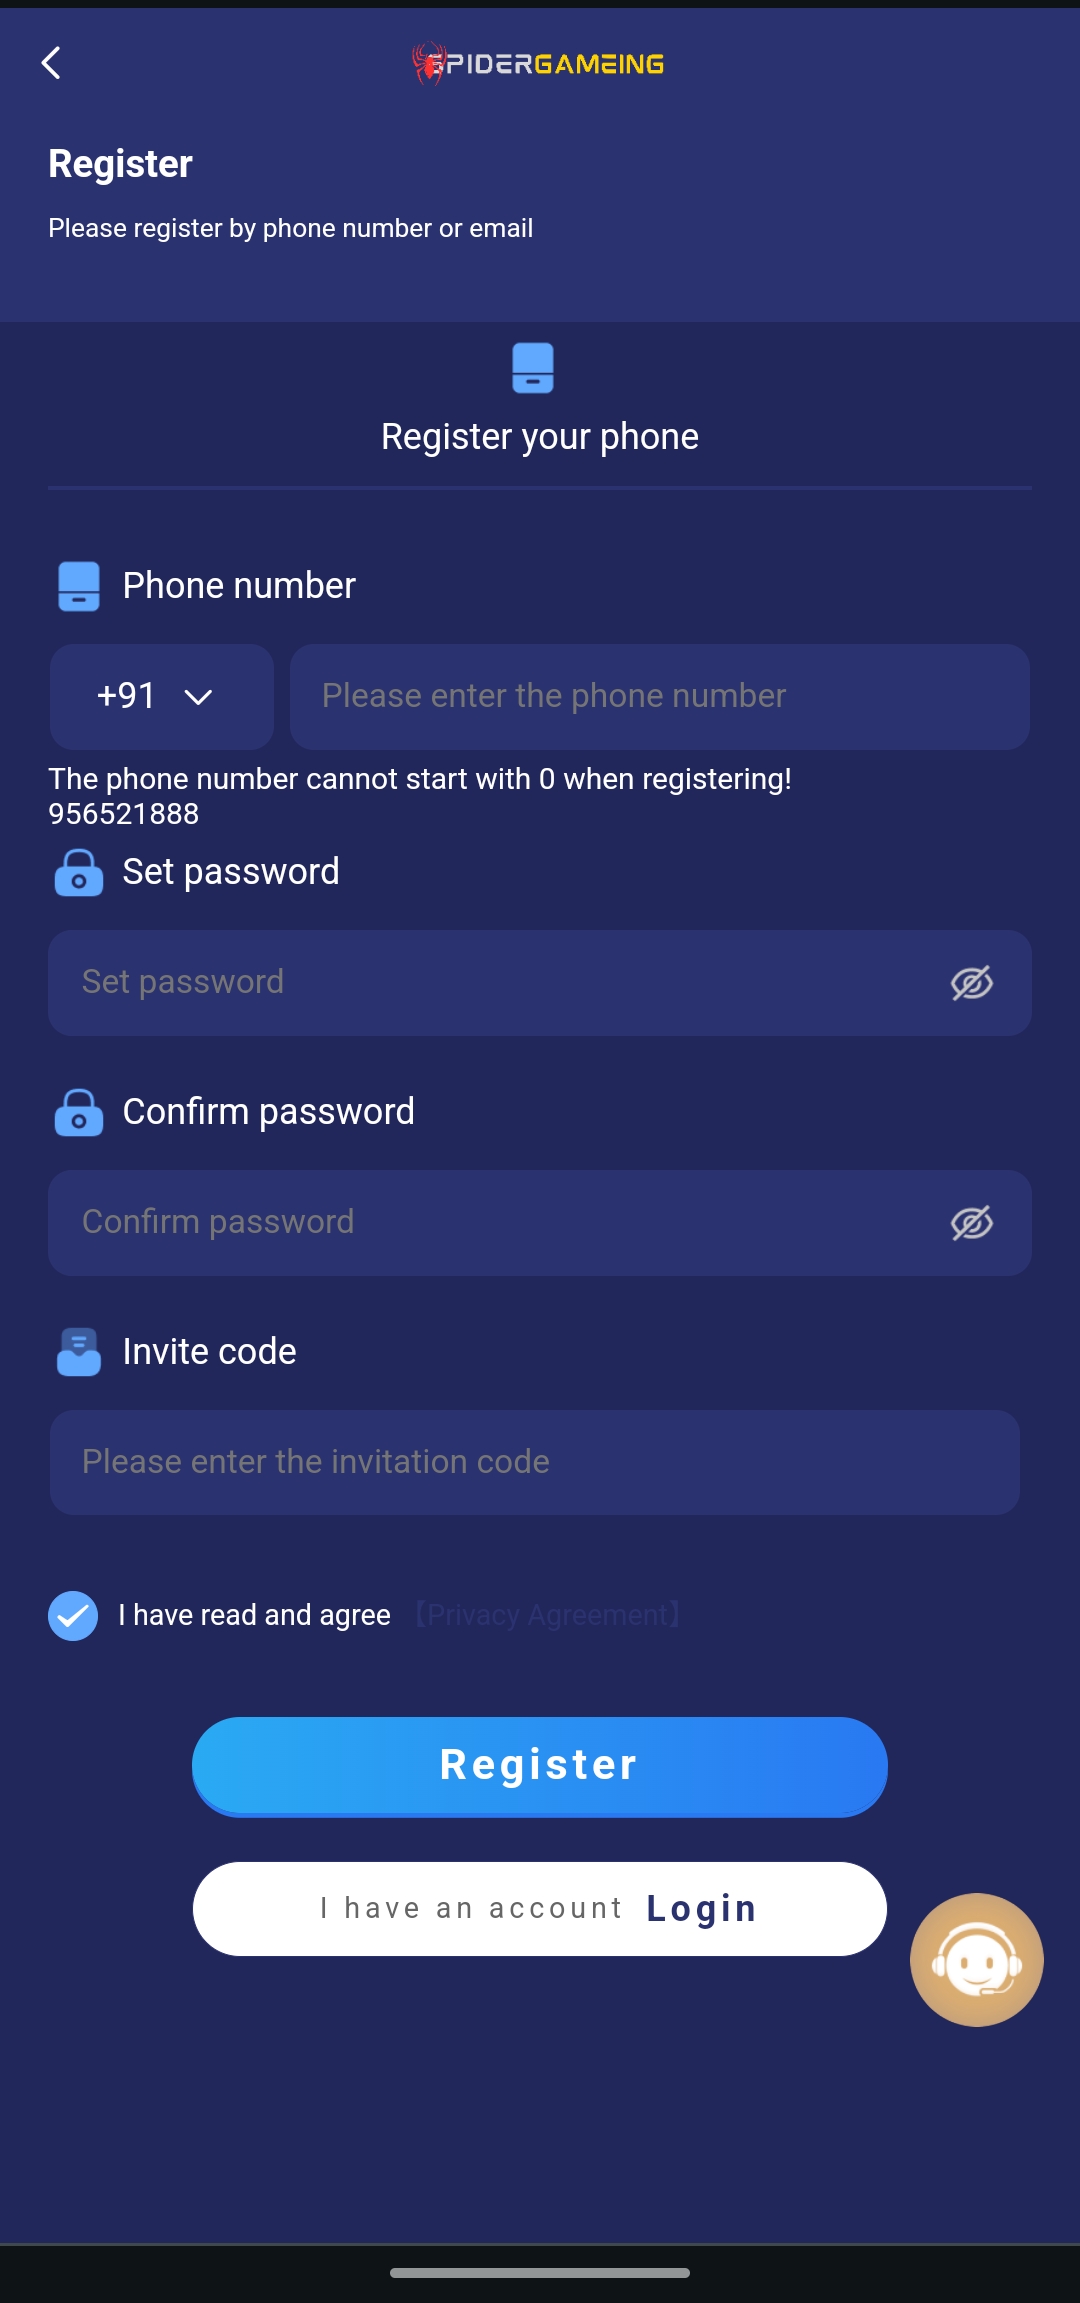 SPIDERGAMEING
Register
Please register by phone number or email
Register your phone
Phone number
+91
Please enter the phone number
The phone number cannot start with 0 when registering!
956521888
Set password
Set password
Confirm password
Confirm password
Invite code
Please enter the invitation code
I have read and agree 【Privacy Agreement】
Register
I have an account Login